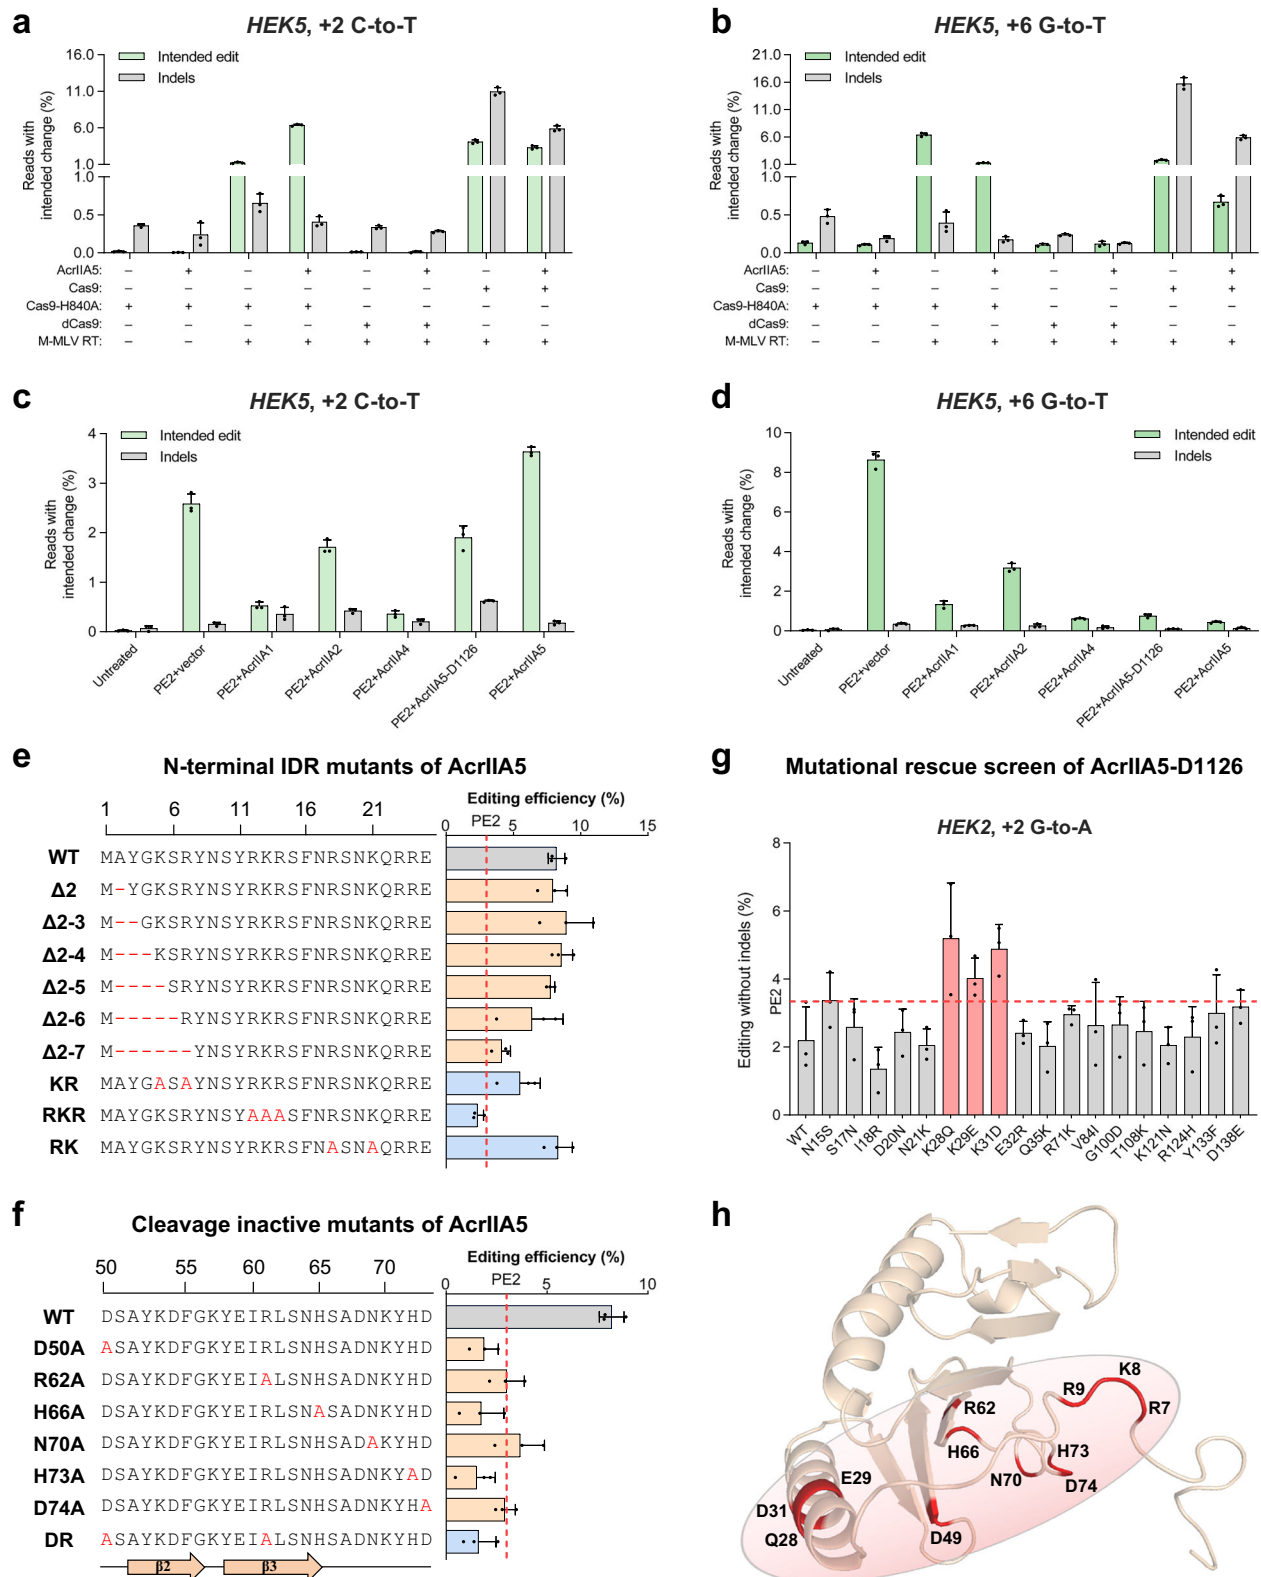 a
HEK5, +2 C-to-T
Intended edit
Indels
Reads with
intended change (%)
16.0
11.0
6.0
1.0
1.0
0.5
0.0
AcrIIA5: – + – + – + – +
Cas9: – – – – – – + +
Cas9-H840A: + + + + – – – –
dCas9: – – – – + + – –
M-MLV RT: – – + + + + + +
b
HEK5, +6 G-to-T
Intended edit
Indels
Reads with
intended change (%)
21.0
16.0
11.0
6.0
1.0
1.0
0.5
0.0
AcrIIA5: – + – + – + – +
Cas9: – – – – – – + +
Cas9-H840A: + + + + – – – –
dCas9: – – – – + + – –
M-MLV RT: – – + + + + + +
c
HEK5, +2 C-to-T
Intended edit
Indels
Reads with
intended change (%)
4
3
2
1
0
Untreated
PE2+vector
PE2+AcrIIA1
PE2+AcrIIA2
PE2+AcrIIA4
PE2+AcrIIA5-D1126
PE2+AcrIIA5
d
HEK5, +6 G-to-T
Intended edit
Indels
Reads with
intended change (%)
10
8
6
4
2
0
Untreated
PE2+vector
PE2+AcrIIA1
PE2+AcrIIA2
PE2+AcrIIA4
PE2+AcrIIA5-D1126
PE2+AcrIIA5
e
N-terminal IDR mutants of AcrIIA5
1 6 11 16 21
Editing efficiency (%)
0 5 10 15
PE2
WT MAYGKSRYNSYRKRSFNRSNKQRRE
Δ2 M-YGKSRYNSYRKRSFNRSNKQRRE
Δ2-3 M--GKSRYNSYRKRSFNRSNKQRRE
Δ2-4 M---KSRYNSYRKRSFNRSNKQRRE
Δ2-5 M----SRYNSYRKRSFNRSNKQRRE
Δ2-6 M-----RYNSYRKRSFNRSNKQRRE
Δ2-7 M------YNSYRKRSFNRSNKQRRE
KR MAYGASAYNSYRKRSFNRSNKQRRE
RKR MAYGKSRYNSYAAASFNRSNKQRRE
RK MAYGKSRYNSYRKRSFNASNAQRRE
f
Cleavage inactive mutants of AcrIIA5
50 55 60 65 70
Editing efficiency (%)
0 5 10
PE2
WT DSAYKDFGKYEIRLSNHSADNKYHD
D50A ASAYKDFGKYEIRLSNHSADNKYHD
R62A DSAYKDFGKYEIALSNHSADNKYHD
H66A DSAYKDFGKYEIRLSNASADNKYHD
N70A DSAYKDFGKYEIRLSNHSADAKYHD
H73A DSAYKDFGKYEIRLSNHSADNKYAD
D74A DSAYKDFGKYEIRLSNHSADNKYHA
DR ASAYKDFGKYEIALSNHSADNKYHD
β2 β3
g
Mutational rescue screen of AcrIIA5-D1126
HEK2, +2 G-to-A
Editing without indels (%)
PE2
8
6
4
2
0
WT
N15S
S17N
I18R
D20N
N21K
K28Q
K29E
K31D
E32R
Q35K
R71K
V84I
G100D
T108K
K121N
R124H
Y133F
D138E
h
K8
R9
R7
R62
H66
H73
N70
D74
E29
D31
Q28
D49